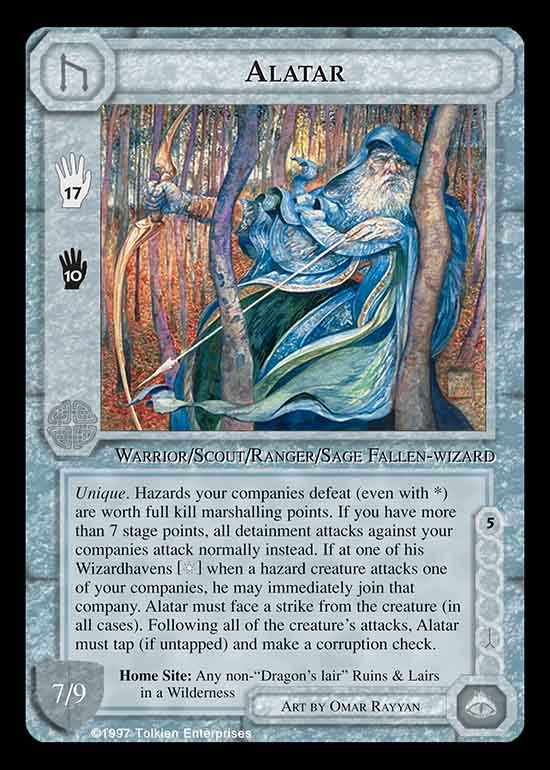 ALATAR
17
10
WARRIOR/SCOUT/RANGER/SAGE FALLEN-WIZARD
Unique. Hazards your companies defeat (even with *)
are worth full kill marshalling points. If you have more
than 7 stage points, all detainment attacks against your
companies attack normally instead. If at one of his
Wizardhavens [☼] when a hazard creature attacks one
of your companies, he may immediately join that
company. Alatar must face a strike from the creature (in
all cases). Following all of the creature's attacks, Alatar
must tap (if untapped) and make a corruption check.
5
Home Site: Any non-“Dragon's lair” Ruins & Lairs
in a Wilderness
7/9
ART BY OMAR RAYYAN
©1997 Tolkien Enterprises